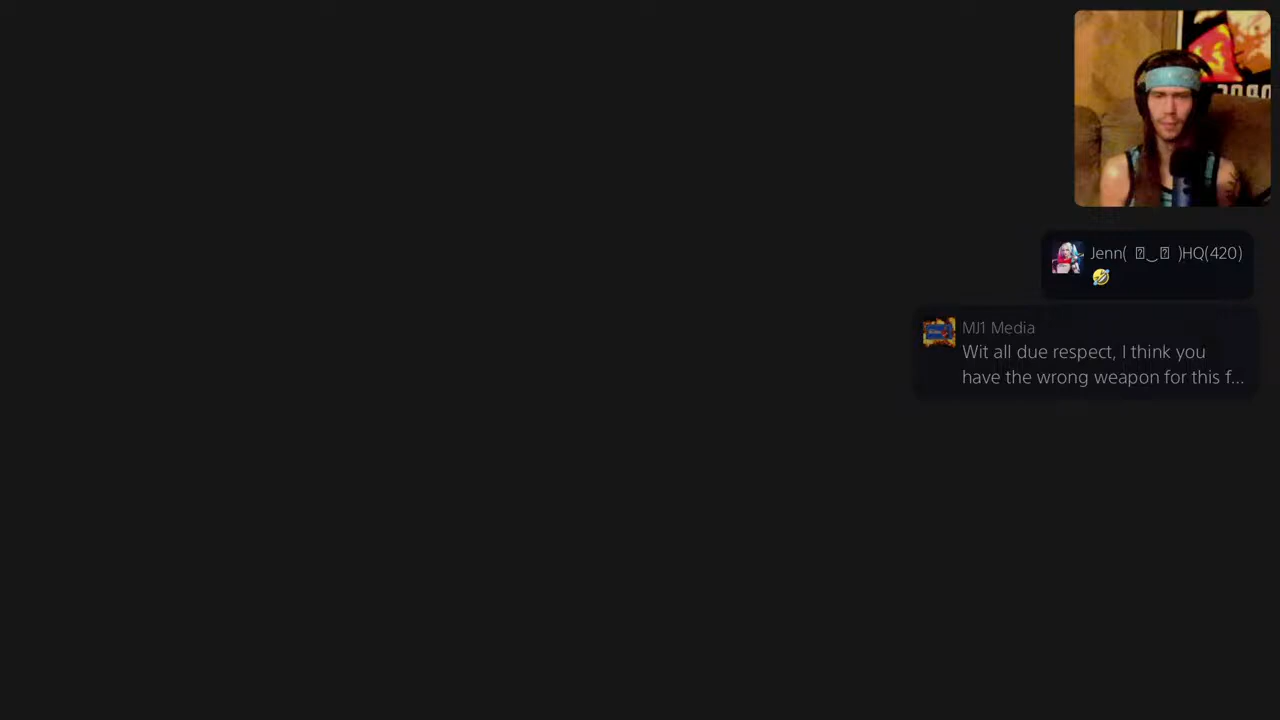 Jenn( ͡ ‿ ͡ )HQ(420)
🤣
MJ1 Media
Wit all due respect, I think you
have the wrong weapon for this f...